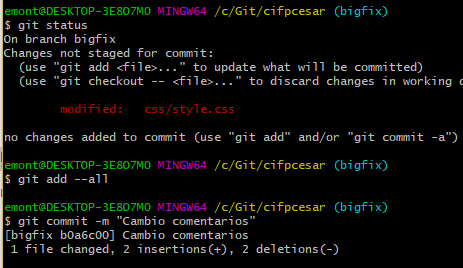 emont@DESKTOP-3E8O7MO MINGW64 /c/Git/cifpcesar (bigfix)
$ git status
On branch bigfix
Changes not staged for commit:
  (use "git add <file>..." to update what will be committed)
  (use "git checkout -- <file>..." to discard changes in working
        modified:   css/style.css
no changes added to commit (use "git add" and/or "git commit -a")
emont@DESKTOP-3E8O7MO MINGW64 /c/Git/cifpcesar (bigfix)
$ git add --all
emont@DESKTOP-3E8O7MO MINGW64 /c/Git/cifpcesar (bigfix)
$ git commit -m "Cambio comentarios"
[bigfix b0a6c00] Cambio comentarios
 1 file changed, 2 insertions(+), 2 deletions(-)